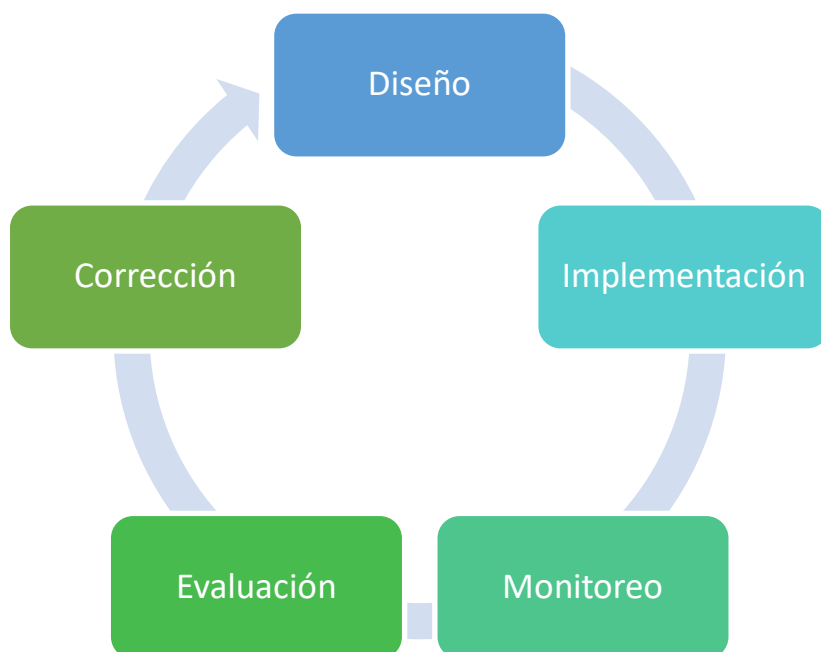 Diseño
Implementación
Monitoreo
Evaluación
Corrección